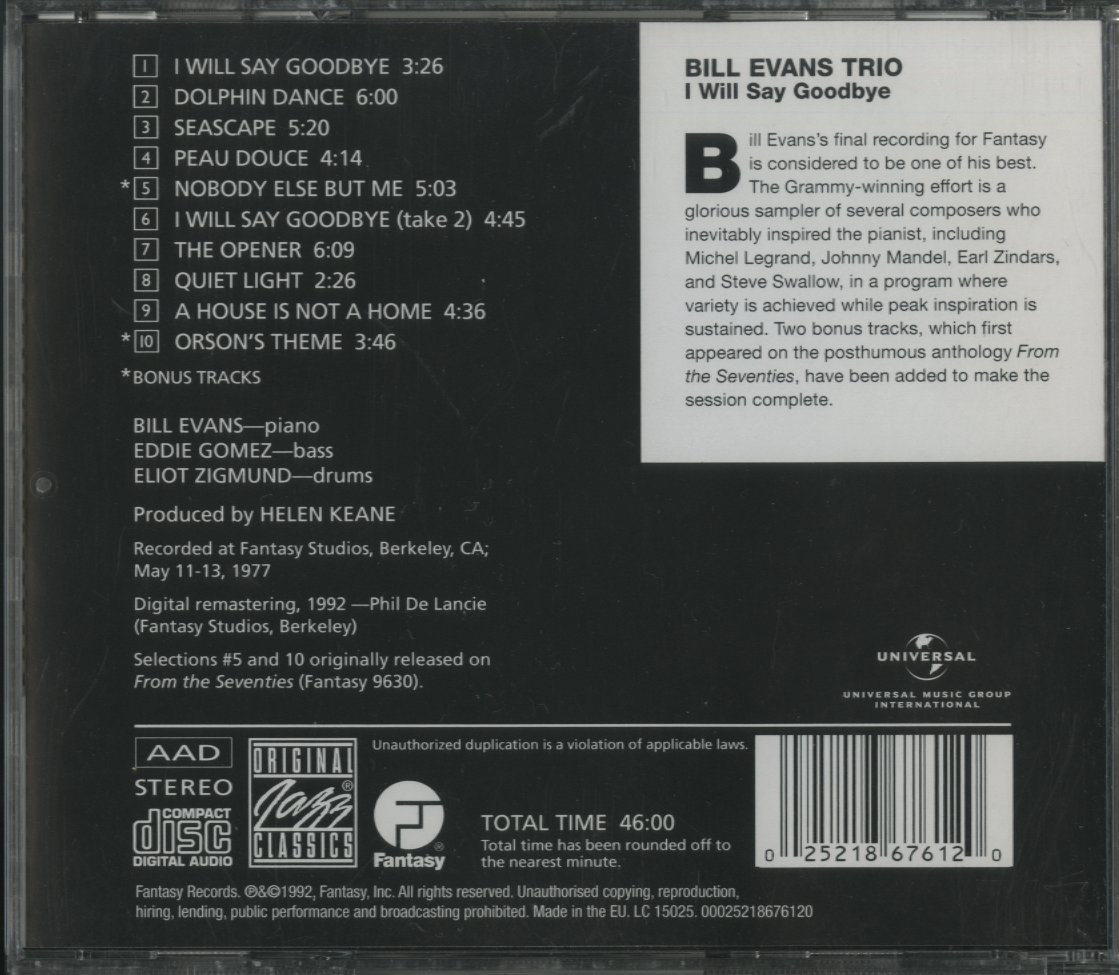 1 I WILL SAY GOODBYE 3:26
2 DOLPHIN DANCE 6:00
3 SEASCAPE 5:20
4 PEAU DOUCE 4:14
*5 NOBODY ELSE BUT ME 5:03
6 I WILL SAY GOODBYE (take 2) 4:45
7 THE OPENER 6:09
8 QUIET LIGHT 2:26
9 A HOUSE IS NOT A HOME 4:36
*10 ORSON'S THEME 3:46
*BONUS TRACKS
BILL EVANS—piano
EDDIE GOMEZ—bass
ELIOT ZIGMUND—drums
Produced by HELEN KEANE
Recorded at Fantasy Studios, Berkeley, CA;
May 11-13, 1977
Digital remastering, 1992 —Phil De Lancie
(Fantasy Studios, Berkeley)
Selections #5 and 10 originally released on
From the Seventies (Fantasy 9630).
BILL EVANS TRIO
I Will Say Goodbye
Bill Evans's final recording for Fantasy
is considered to be one of his best.
The Grammy-winning effort is a
glorious sampler of several composers who
inevitably inspired the pianist, including
Michel Legrand, Johnny Mandel, Earl Zindars,
and Steve Swallow, in a program where
variety is achieved while peak inspiration is
sustained. Two bonus tracks, which first
appeared on the posthumous anthology From
the Seventies, have been added to make the
session complete.
UNIVERSAL
UNIVERSAL MUSIC GROUP
INTERNATIONAL
AAD
STEREO
COMPACT
disc
DIGITAL AUDIO
ORIGINAL
Jazz®
CLASSICS
Unauthorized duplication is a violation of applicable laws.
F®
Fantasy
TOTAL TIME 46:00
Total time has been rounded off to
the nearest minute.
0 25218 67612 0
Fantasy Records. ℗&©1992, Fantasy, Inc. All rights reserved. Unauthorised copying, reproduction,
hiring, lending, public performance and broadcasting prohibited. Made in the EU. LC 15025. 00025218676120